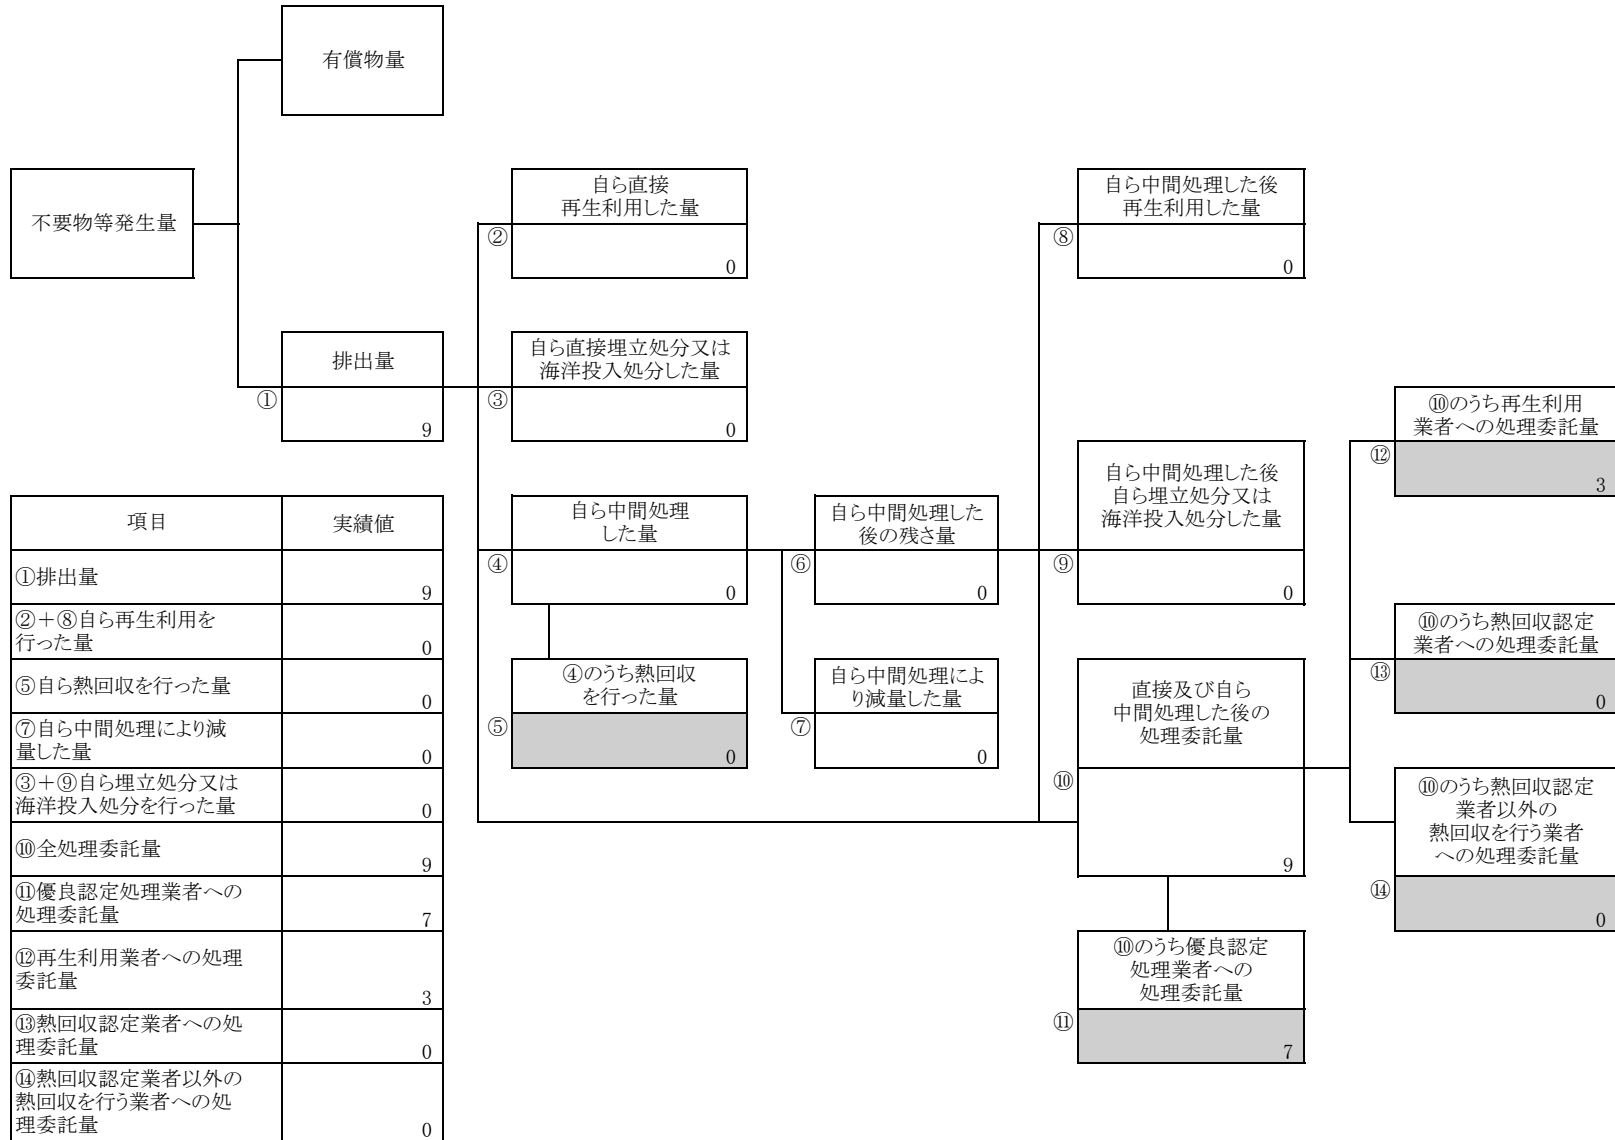 有償物量
不要物等発生量
自ら直接
再生利用した量
②
0
自ら中間処理した後
再生利用した量
⑧
0
排出量
①
9
自ら直接埋立処分又は
海洋投入処分した量
③
0
⑩のうち再生利用
業者への処理委託量
⑫
3
自ら中間処理
した量
④
0
自ら中間処理した
後の残さ量
⑥
0
自ら中間処理した後
自ら埋立処分又は
海洋投入処分した量
⑨
0
⑩のうち熱回収認定
業者への処理委託量
⑬
0
④のうち熱回収
を行った量
⑤
0
自ら中間処理によ
り減量した量
⑦
0
直接及び自ら
中間処理した後の
処理委託量
⑩
9
⑩のうち熱回収認定
業者以外の
熱回収を行う業者
への処理委託量
⑭
0
⑩のうち優良認定
処理業者への
処理委託量
⑪
7
項目 実績値
①排出量 9
②+⑧自ら再生利用を
行った量 0
⑤自ら熱回収を行った量 0
⑦自ら中間処理により減
量した量 0
③+⑨自ら埋立処分又は
海洋投入処分を行った量 0
⑩全処理委託量 9
⑪優良認定処理業者への
処理委託量 7
⑫再生利用業者への処理
委託量 3
⑬熱回収認定業者への処
理委託量 0
⑭熱回収認定業者以外の
熱回収を行う業者への処
理委託量 0